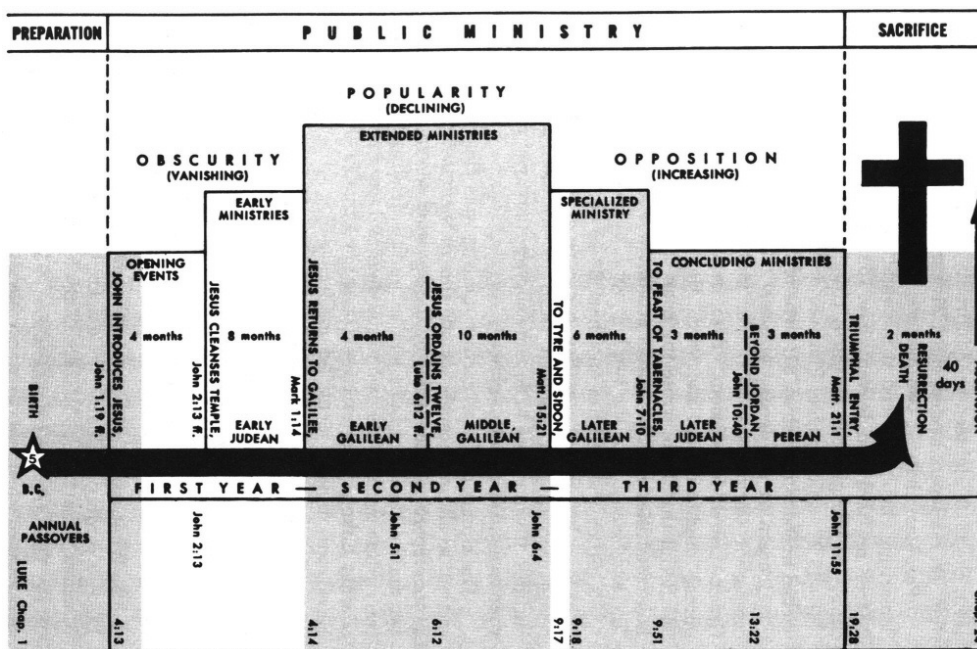 PREPARATION
PUBLIC MINISTRY
SACRIFICE
POPULARITY
(DECLINING)
EXTENDED MINISTRIES
OBSCURITY
(VANISHING)
OPPOSITION
(INCREASING)
EARLY
MINISTRIES
SPECIALIZED
MINISTRY
OPENING
EVENTS
CONCLUDING MINISTRIES
BIRTH
JOHN INTRODUCES JESUS,
John 1:19 ff.
4 months
JESUS CLEANSES TEMPLE,
John 2:13 ff.
8 months
EARLY
JUDEAN
JESUS RETURNS TO GALILEE,
Mark 1:14
4 months
EARLY
GALILEAN
JESUS ORDAINS TWELVE,
Luke 6:12 ff.
10 months
MIDDLE,
GALILEAN
TO TYRE AND SIDON,
Matt. 15:21
6 months
LATER
GALILEAN
TO FEAST OF TABERNACLES,
John 7:10
3 months
LATER
JUDEAN
BEYOND JORDAN,
John 10:40
3 months
PEREAN
TRIUMPHAL ENTRY,
Matt. 21:1
2 months
DEATH
RESURRECTION
40
days
5
B.C.
FIRST YEAR — SECOND YEAR — THIRD YEAR
ANNUAL
PASSOVERS
John 2:13
John 5:1
John 6:4
John 11:55
LUKE Chap. 1
4:13
4:14
6:12
9:17
9:18
9:51
13:22
19:28